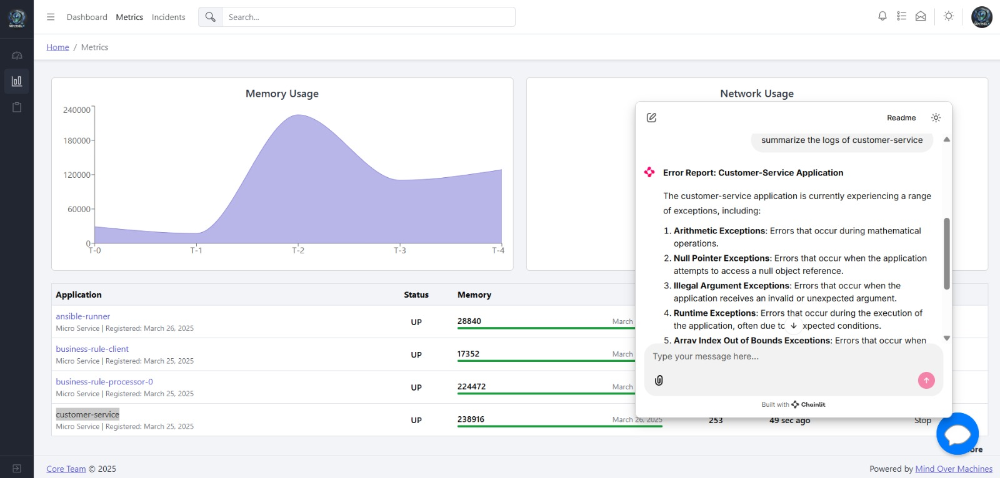 Dashboard Metrics Incidents Search...
Home / Metrics
Memory Usage
240000
180000
120000
60000
0
T-0 T-1 T-2 T-3 T-4
Network Usage
Application Status Memory
ansible-runner
Micro Service | Registered: March 26, 2025
UP
28840 March
business-rule-client
Micro Service | Registered: March 25, 2025
UP
17352 March
business-rule-processor-0
Micro Service | Registered: March 25, 2025
UP
224472 March
customer-service
Micro Service | Registered: March 25, 2025
UP
238916 March 26, 2025
253 49 sec ago Stop
Readme
summarize the logs of customer-service
Error Report: Customer-Service Application
The customer-service application is currently experiencing a range
of exceptions, including:
1. Arithmetic Exceptions: Errors that occur during mathematical
operations.
2. Null Pointer Exceptions: Errors that occur when the application
attempts to access a null object reference.
3. Illegal Argument Exceptions: Errors that occur when the
application receives an invalid or unexpected argument.
4. Runtime Exceptions: Errors that occur during the execution of
the application, often due to xpected conditions.
5. Array Index Out of Bounds Exceptions: Errors that occur when
Type your message here...
Built with Chainlit
Core Team © 2025
Powered by Mind Over Machines